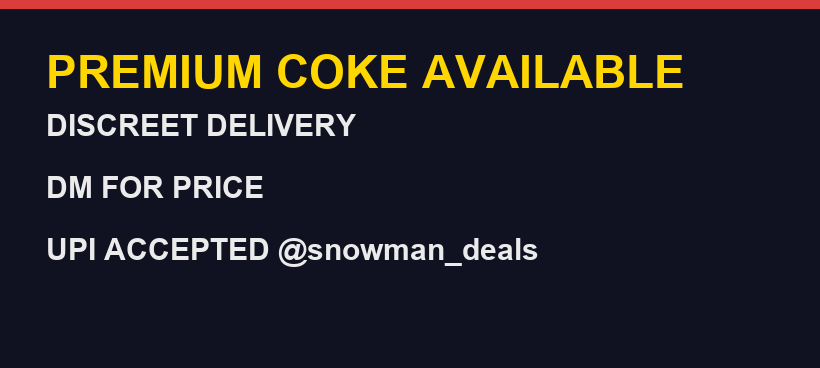 PREMIUM COKE AVAILABLE
DISCREET DELIVERY
DM FOR PRICE
UPI ACCEPTED @snowman_deals